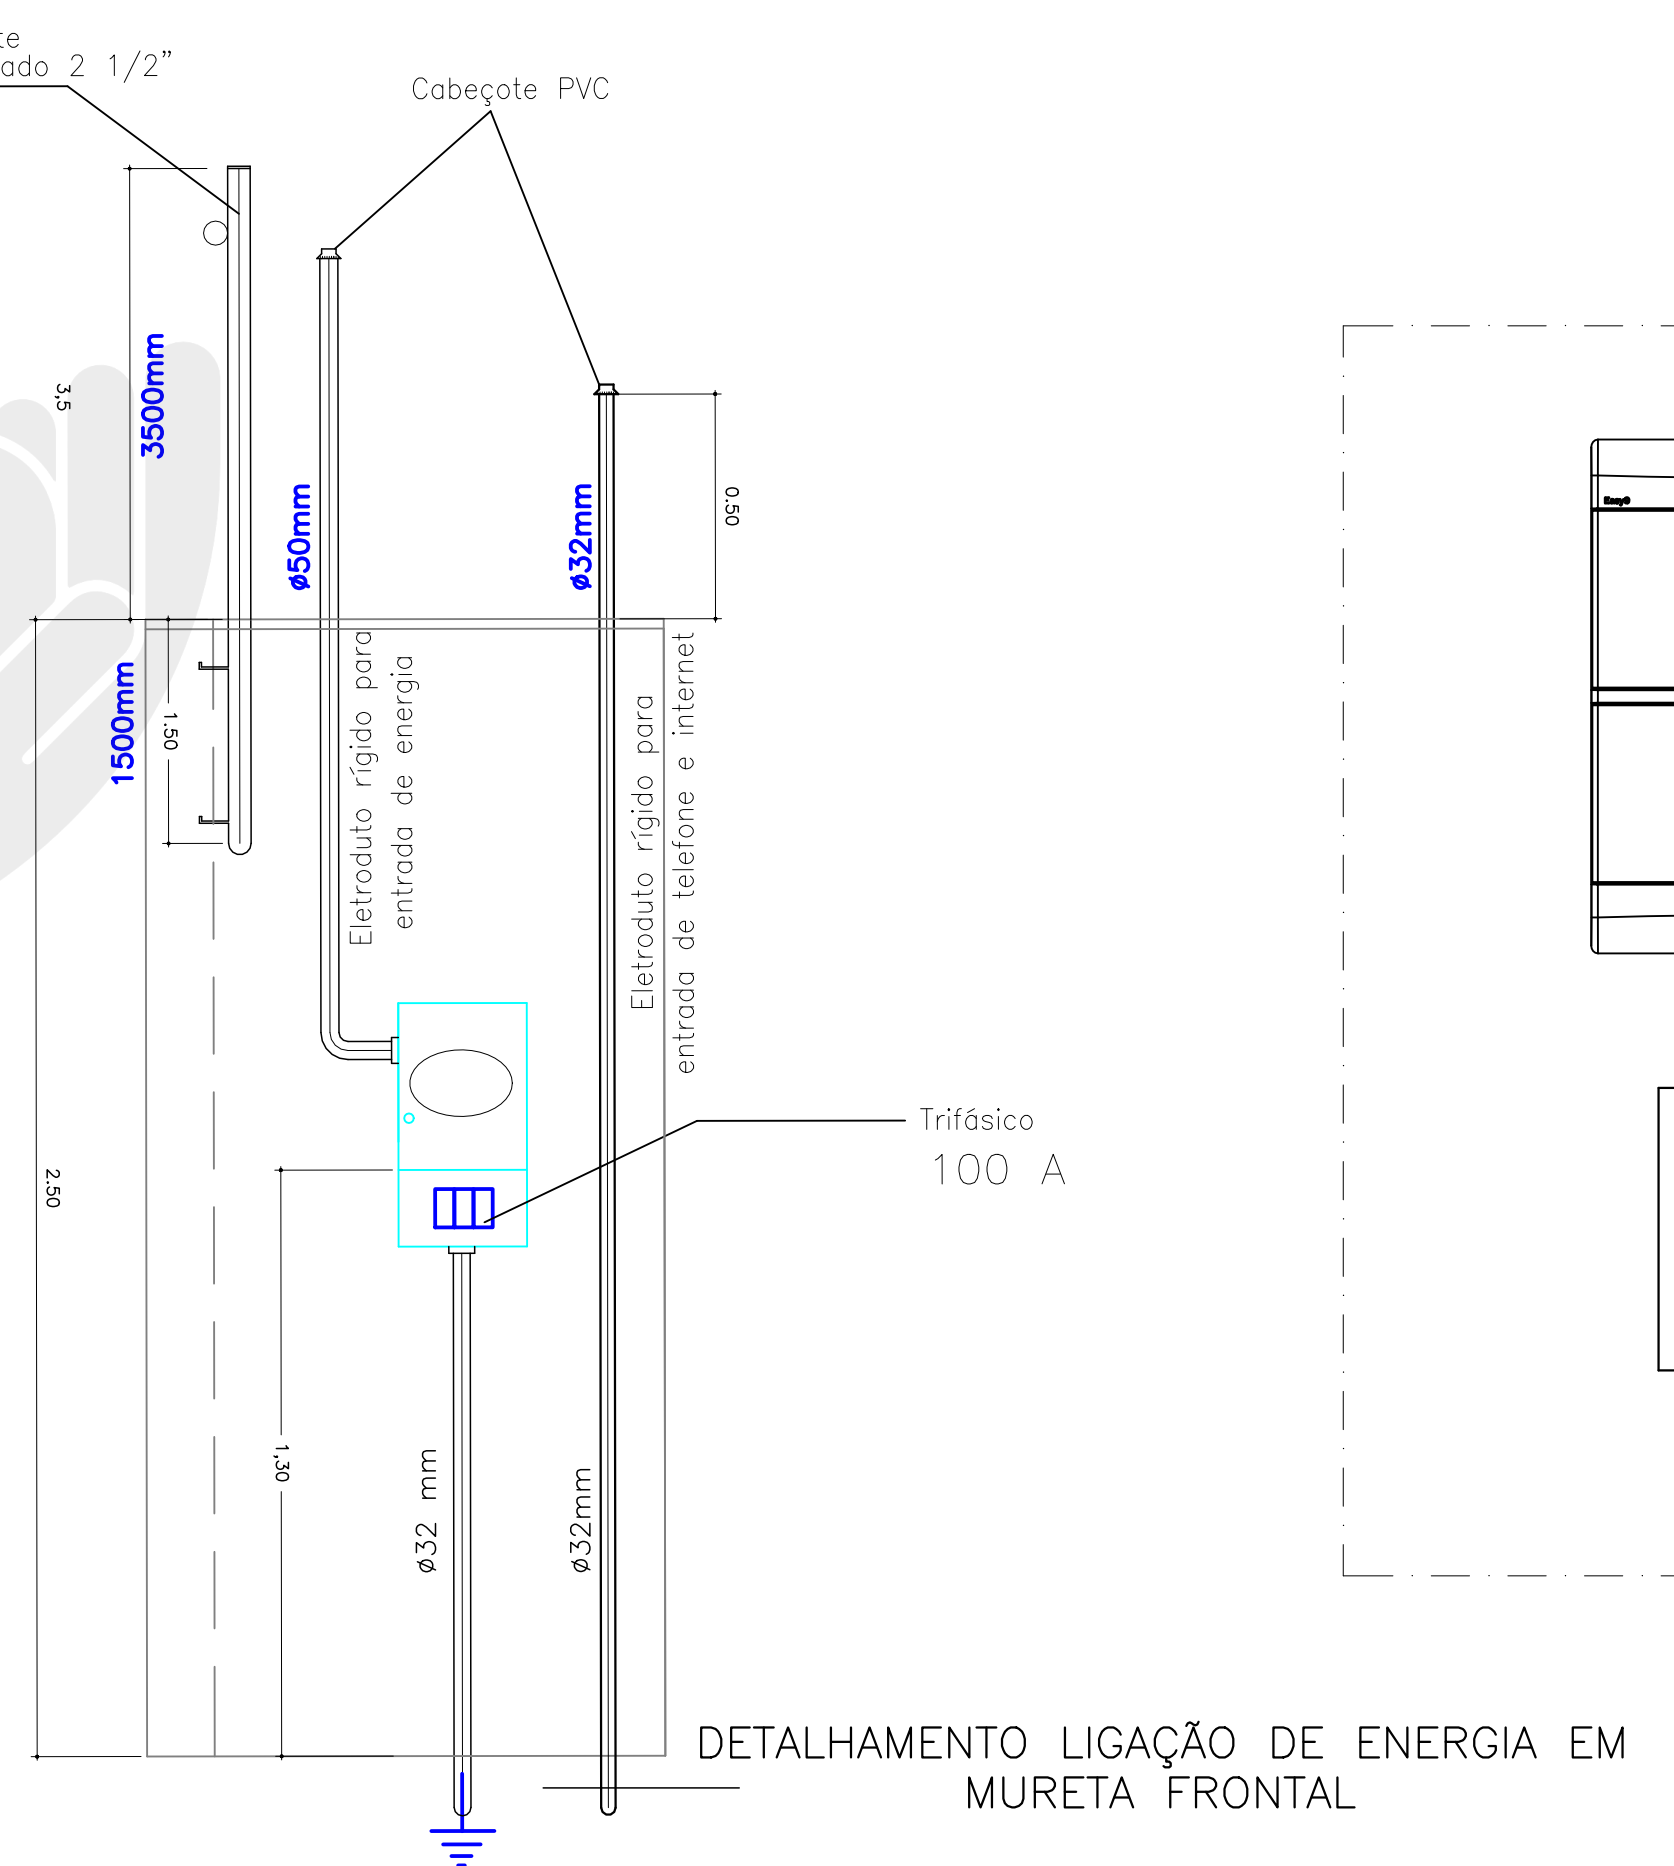 te
ado 2 1/2”
Cabeçote PVC
3500mm
3,5
ø50mm
ø32mm
0.50
1500mm
1.50
Eletroduto rígido para
entrada de energia
Eletroduto rígido para
entrada de telefone e internet
Easy9
Trifásico
100 A
2.50
1,30
ø32 mm
ø32mm
DETALHAMENTO LIGAÇÃO DE ENERGIA EM
MURETA FRONTAL